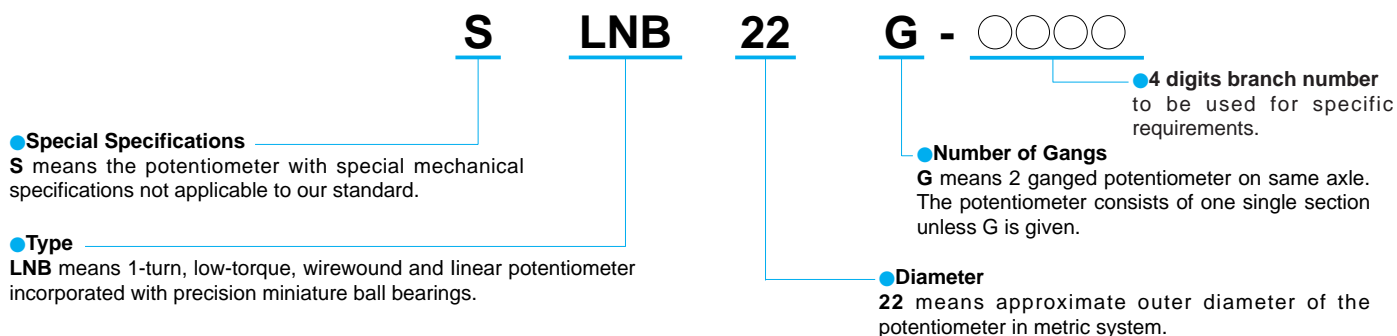 S LNB 22 G - ○○○○
●4 digits branch number
to be used for specific
requirements.
●Special Specifications
S means the potentiometer with special mechanical
specifications not applicable to our standard.
●Number of Gangs
G means 2 ganged potentiometer on same axle.
The potentiometer consists of one single section
unless G is given.
●Type
LNB means 1-turn, low-torque, wirewound and linear potentiometer
incorporated with precision miniature ball bearings.
●Diameter
22 means approximate outer diameter of the
potentiometer in metric system.